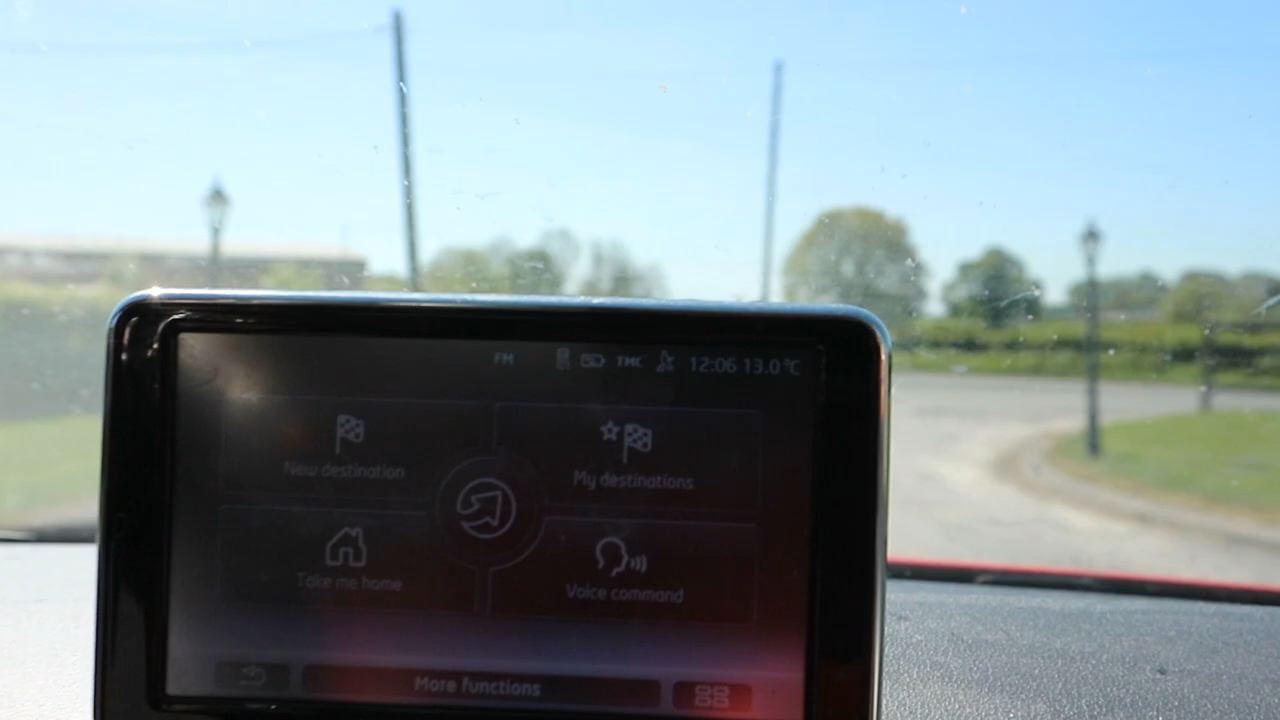 FM TMC 12:06 13.0°C
New destination
My destinations
Take me home
Voice command
More functions